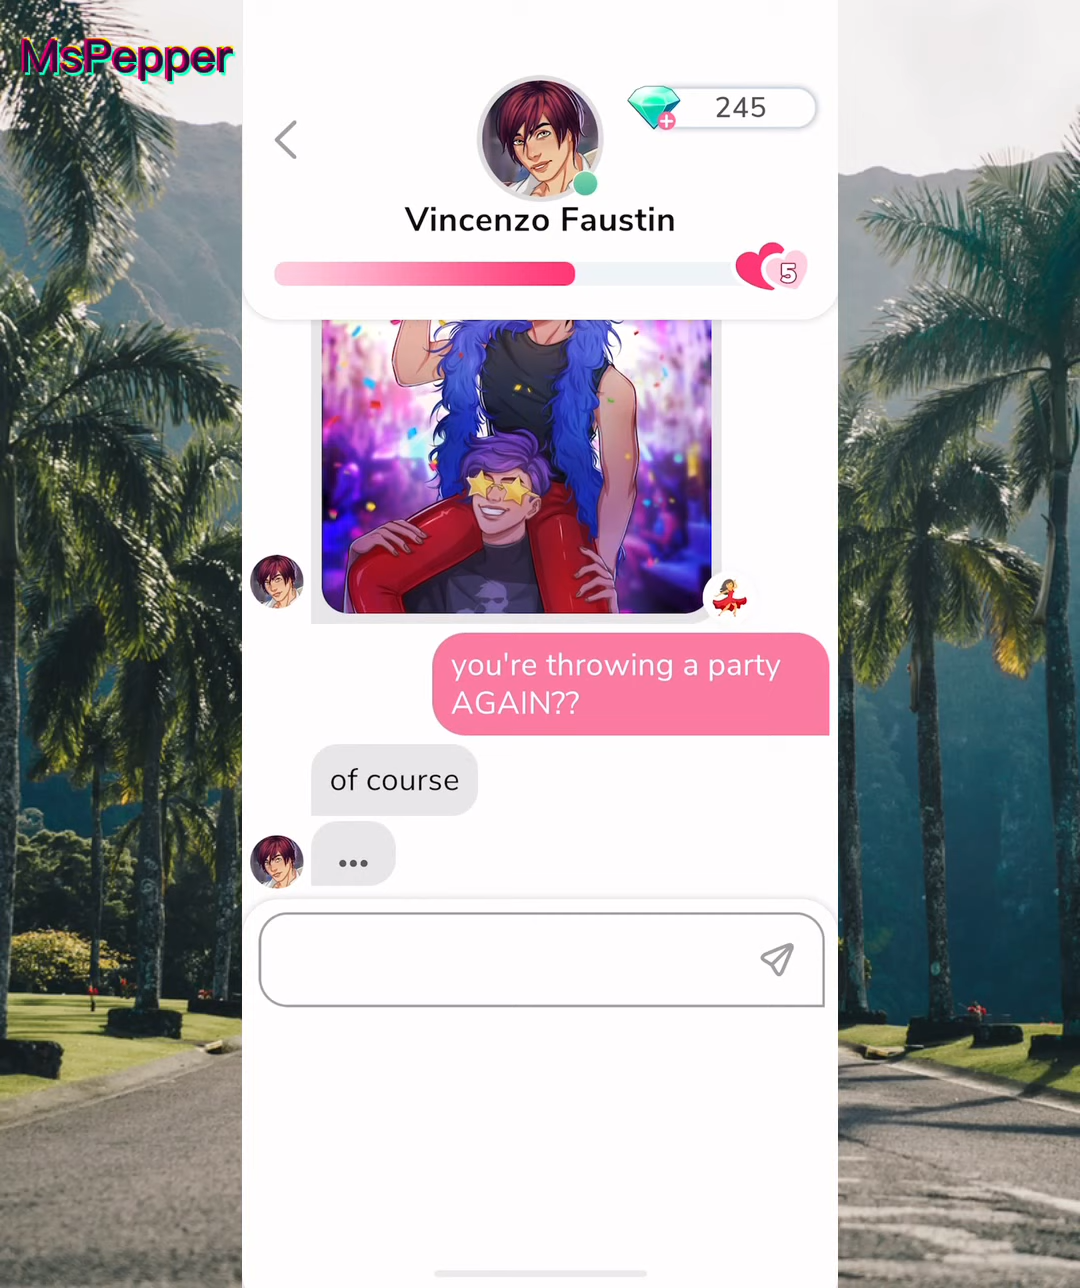 MsPepper
245
Vincenzo Faustin
5
you're throwing a party
AGAIN??
of course
...